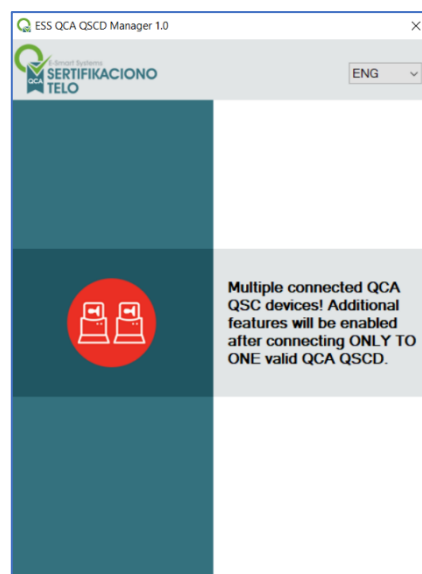 ESS QCA QSCD Manager 1.0
E-Smart Systems
SERTIFIKACIONO
QCA
TELO
ENG
Multiple connected QCA
QSC devices! Additional
features will be enabled
after connecting ONLY TO
ONE valid QCA QSCD.